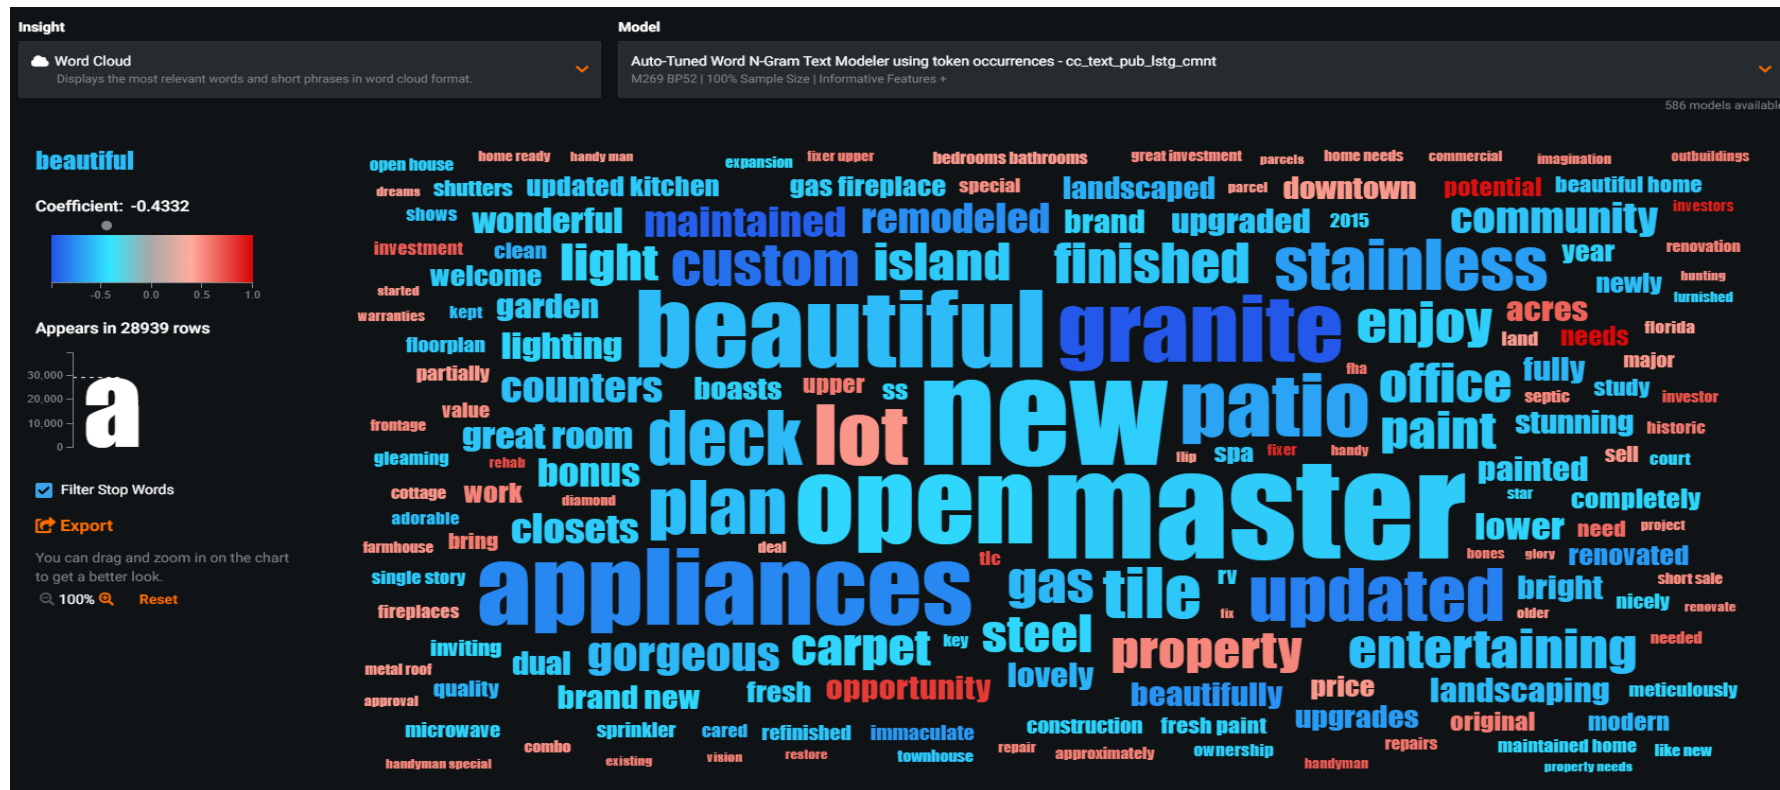 Insight
Model
Word Cloud
Displays the most relevant words and short phrases in word cloud format.
Auto-Tuned Word N-Gram Text Modeler using token occurrences - cc_text_pub_lstg_cmnt
M269 BP52 | 100% Sample Size | Informative Features +
586 models available
beautiful
Coefficient: -0.4332
-0.5 0.0 0.5 1.0
Appears in 28939 rows
30,000
20,000
10,000
0
a
Filter Stop Words
Export
You can drag and zoom in on the chart
to get a better look.
100% Reset
open house home ready handy man expansion fixer upper bedrooms bathrooms great investment parcels home needs commercial imagination outbuildings
dreams shutters updated kitchen gas fireplace special landscaped parcel downtown potential beautiful home
shows wonderful maintained remodeled brand upgraded 2015 community investors
investment clean light custom island finished stainless year renovation
welcome newly hunting
started garden beautiful granite enjoy acres furnished
warranties kept land needs florida
floorplan lighting
partially counters boasts upper ss new fha office fully major
value patio septic study investor
frontage great room deck lot paint stunning historic
gleaming rehab bonus flip spa fixer handy painted sell court
cottage work diamond plan open master star completely
adorable closets lower need project
farmhouse bring deal tlc bones glory renovated
single story appliances gas tile rv updated bright short sale
fireplaces fix older nicely renovate
inviting dual gorgeous carpet key steel property entertaining needed
metal roof lovely
approval quality brand new fresh opportunity beautifully price landscaping meticulously
microwave sprinkler cared refinished immaculate construction fresh paint upgrades original modern
combo townhouse repair approximately ownership repairs maintained home like new
handyman special existing vision restore handyman property needs